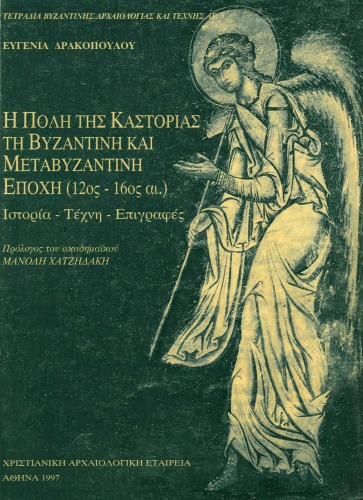 ΤΕΤΡΑΔΙΑ ΒΥΖΑΝΤΙΝΗΣ ΑΡΧΑΙΟΛΟΓΙΑΣ ΚΑΙ ΤΕΧΝΗΣ ΑΡ. 5
ΕΥΓΕΝΙΑ ΔΡΑΚΟΠΟΥΛΟΥ
Η ΠΟΛΗ ΤΗΣ ΚΑΣΤΟΡΙΑΣ
ΤΗ ΒΥΖΑΝΤΙΝΗ ΚΑΙ
ΜΕΤΑΒΥΖΑΝΤΙΝΗ
ΕΠΟΧΗ (12ος - 16ος αι.)
Ιστορία - Τέχνη - Επιγραφές
Πρόλογος του ακαδημαϊκού
ΜΑΝΟΛΗ ΧΑΤΖΗΔΑΚΗ
ΧΡΙΣΤΙΑΝΙΚΗ ΑΡΧΑΙΟΛΟΓΙΚΗ ΕΤΑΙΡΕΙΑ
ΑΘΗΝΑ 1997